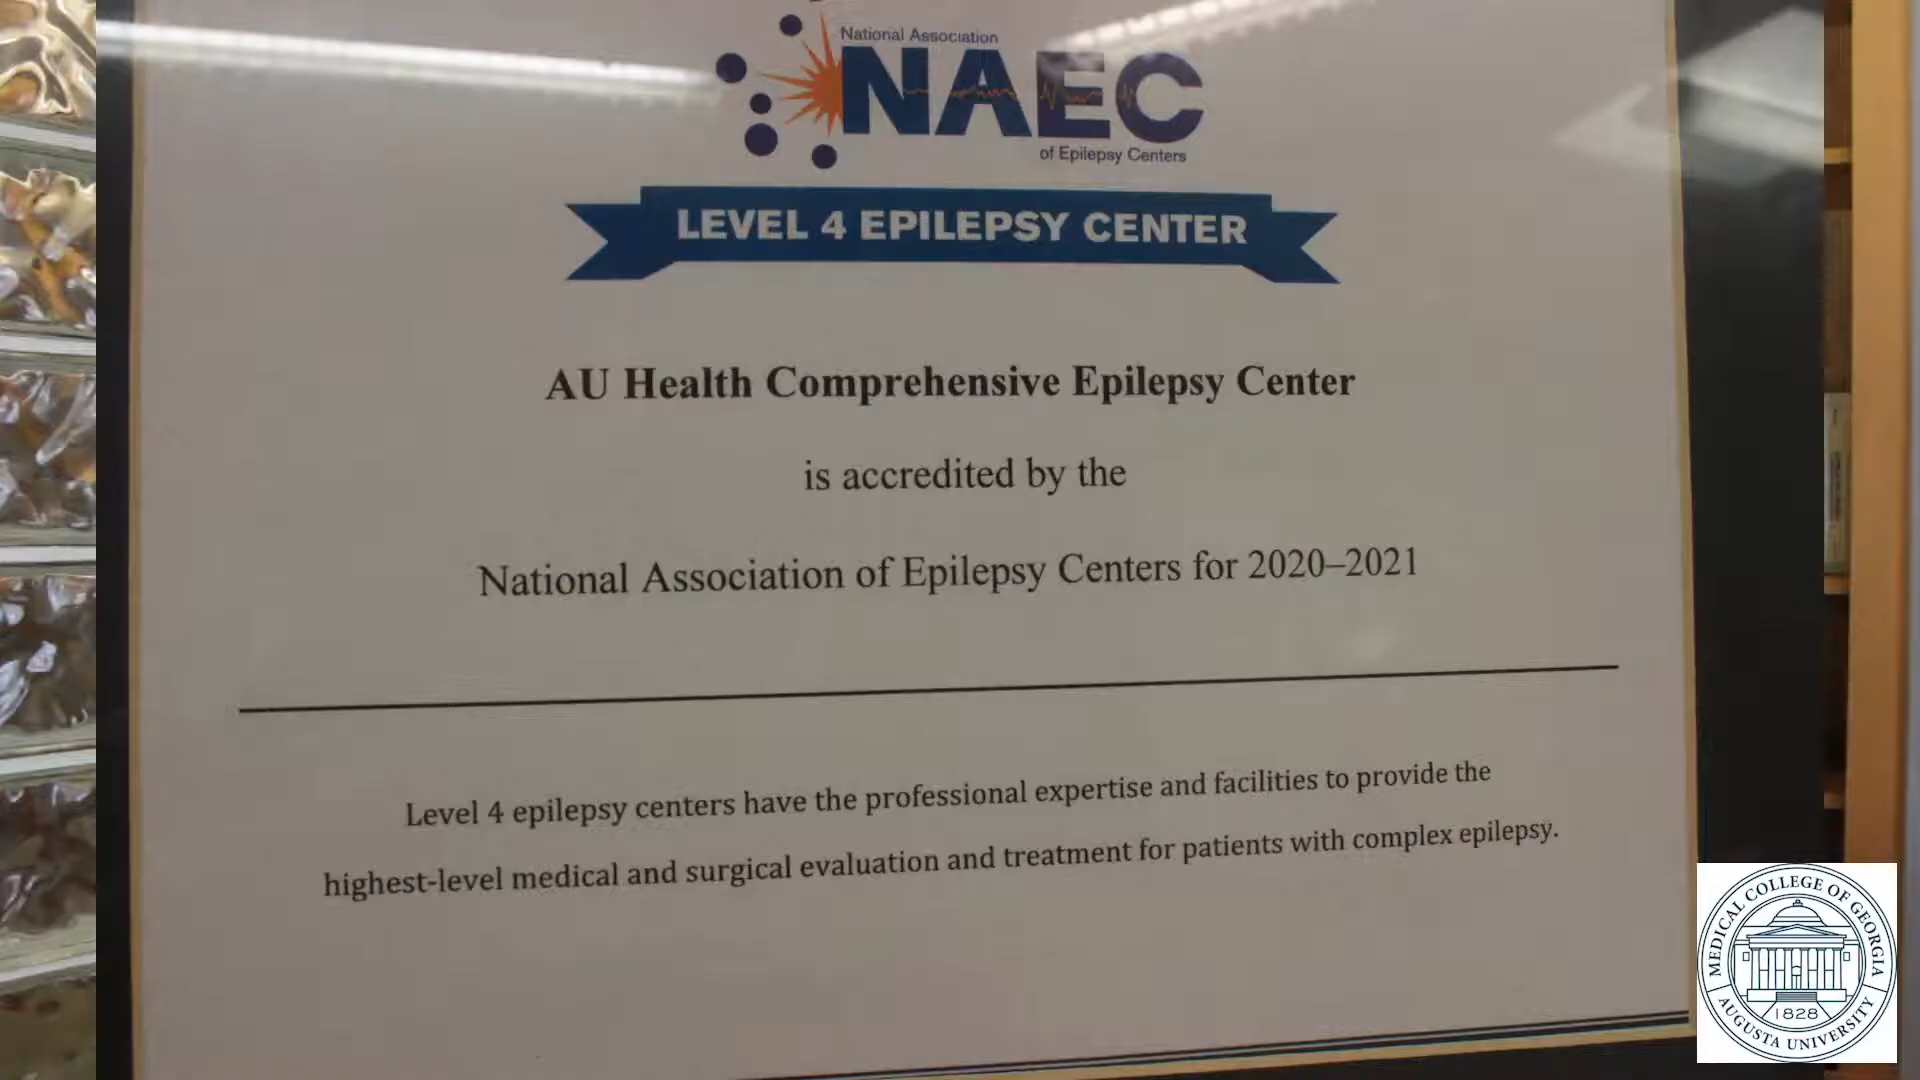 National Association
NAEC
of Epilepsy Centers
LEVEL 4 EPILEPSY CENTER
AU Health Comprehensive Epilepsy Center
is accredited by the
National Association of Epilepsy Centers for 2020–2021
Level 4 epilepsy centers have the professional expertise and facilities to provide the
highest-level medical and surgical evaluation and treatment for patients with complex epilepsy.
MEDICAL COLLEGE OF GEORGIA
1828
AUGUSTA UNIVERSITY